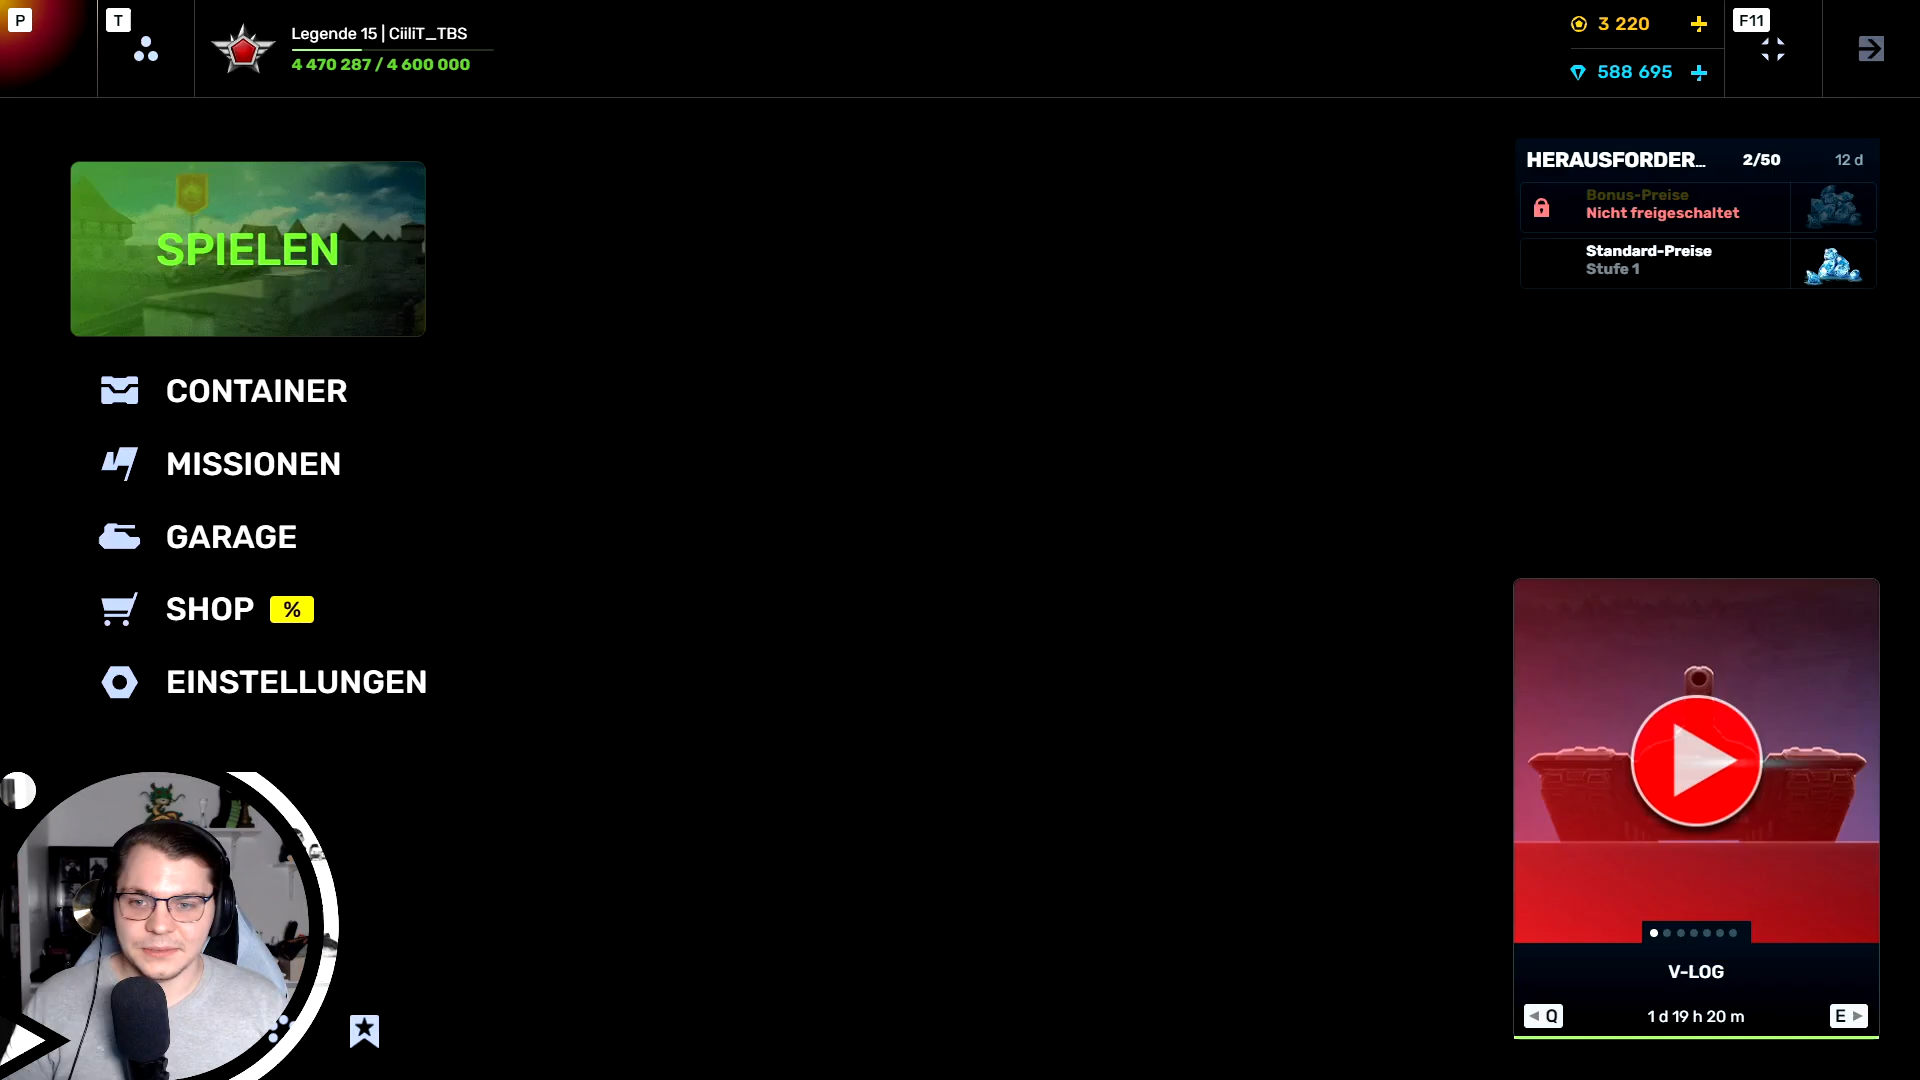 P
T
Legende 15 | CiiliT_TBS
4 470 287 / 4 600 000
3 220
588 695
F11
SPIELEN
CONTAINER
MISSIONEN
GARAGE
SHOP %
EINSTELLUNGEN
HERAUSFORDER... 2/50 12 d
Bonus-Preise
Nicht freigeschaltet
Standard-Preise
Stufe 1
V-LOG
Q 1 d 19 h 20 m E